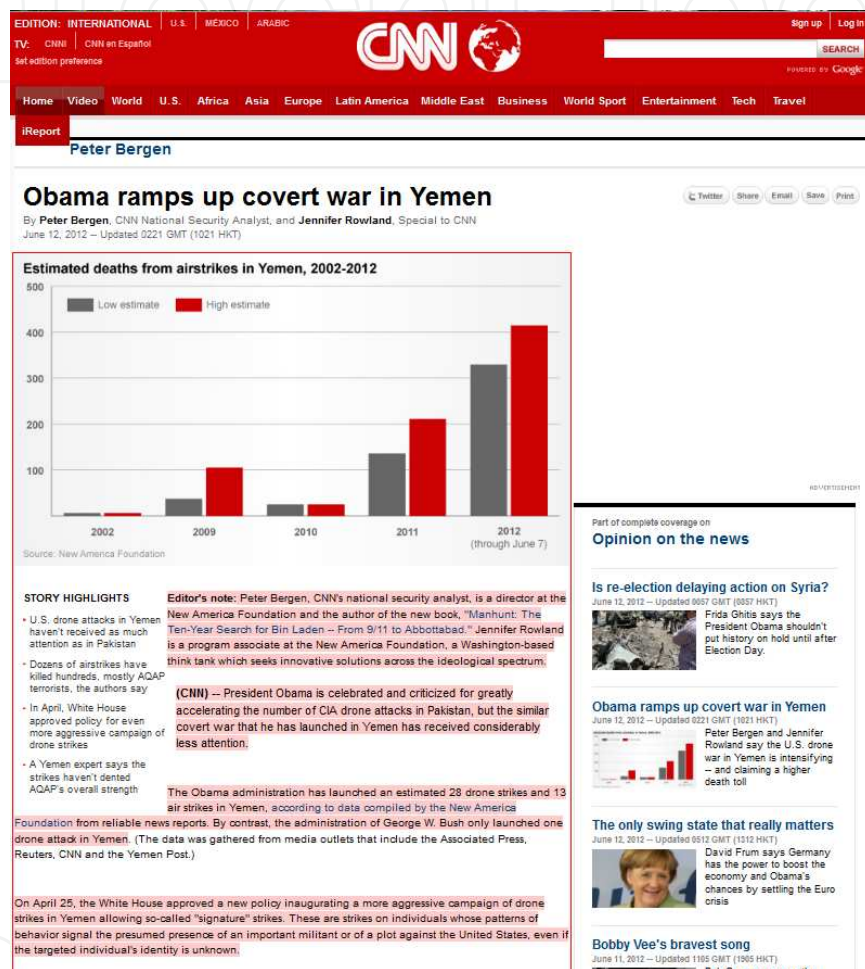 EDITION: INTERNATIONAL U.S. MÉXICO ARABIC
TV: CNNI CNN en Español
Set edition preference
CNN
Sign up Log in
SEARCH
POWERED BY Google
Home Video World U.S. Africa Asia Europe Latin America Middle East Business World Sport Entertainment Tech Travel
iReport
Peter Bergen
Obama ramps up covert war in Yemen
By Peter Bergen, CNN National Security Analyst, and Jennifer Rowland, Special to CNN
June 12, 2012 -- Updated 0221 GMT (1021 HKT)
Twitter Share Email Save Print
Estimated deaths from airstrikes in Yemen, 2002-2012
500
Low estimate High estimate
400
300
200
100
2002 2009 2010 2011 2012
(through June 7)
Source: New America Foundation
STORY HIGHLIGHTS
• U.S. drone attacks in Yemen
haven't received as much
attention as in Pakistan
• Dozens of airstrikes have
killed hundreds, mostly AQAP
terrorists, the authors say
• In April, White House
approved policy for even
more aggressive campaign of
drone strikes
• A Yemen expert says the
strikes haven't dented
AQAP's overall strength
Editor's note: Peter Bergen, CNN's national security analyst, is a director at the
New America Foundation and the author of the new book, "Manhunt: The
Ten-Year Search for Bin Laden -- From 9/11 to Abbottabad." Jennifer Rowland
is a program associate at the New America Foundation, a Washington-based
think tank which seeks innovative solutions across the ideological spectrum.
(CNN) -- President Obama is celebrated and criticized for greatly
accelerating the number of CIA drone attacks in Pakistan, but the similar
covert war that he has launched in Yemen has received considerably
less attention.
The Obama administration has launched an estimated 28 drone strikes and 13
air strikes in Yemen, according to data compiled by the New America
Foundation from reliable news reports. By contrast, the administration of George W. Bush only launched one
drone attack in Yemen. (The data was gathered from media outlets that include the Associated Press,
Reuters, CNN and the Yemen Post.)
On April 25, the White House approved a new policy inaugurating a more aggressive campaign of drone
strikes in Yemen allowing so-called "signature" strikes. These are strikes on individuals whose patterns of
behavior signal the presumed presence of an important militant or of a plot against the United States, even if
the targeted individual's identity is unknown.
ADVERTISEMENT
Part of complete coverage on
Opinion on the news
Is re-election delaying action on Syria?
June 12, 2012 -- Updated 0057 GMT (0857 HKT)
Frida Ghitis says the
President Obama shouldn't
put history on hold until after
Election Day.
Obama ramps up covert war in Yemen
June 12, 2012 -- Updated 0221 GMT (1021 HKT)
Peter Bergen and Jennifer
Rowland say the U.S. drone
war in Yemen is intensifying
-- and claiming a higher
death toll
The only swing state that really matters
June 12, 2012 -- Updated 0512 GMT (1312 HKT)
David Frum says Germany
has the power to boost the
economy and Obama's
chances by settling the Euro
crisis
Bobby Vee's bravest song
June 11, 2012 -- Updated 1105 GMT (1905 HKT)